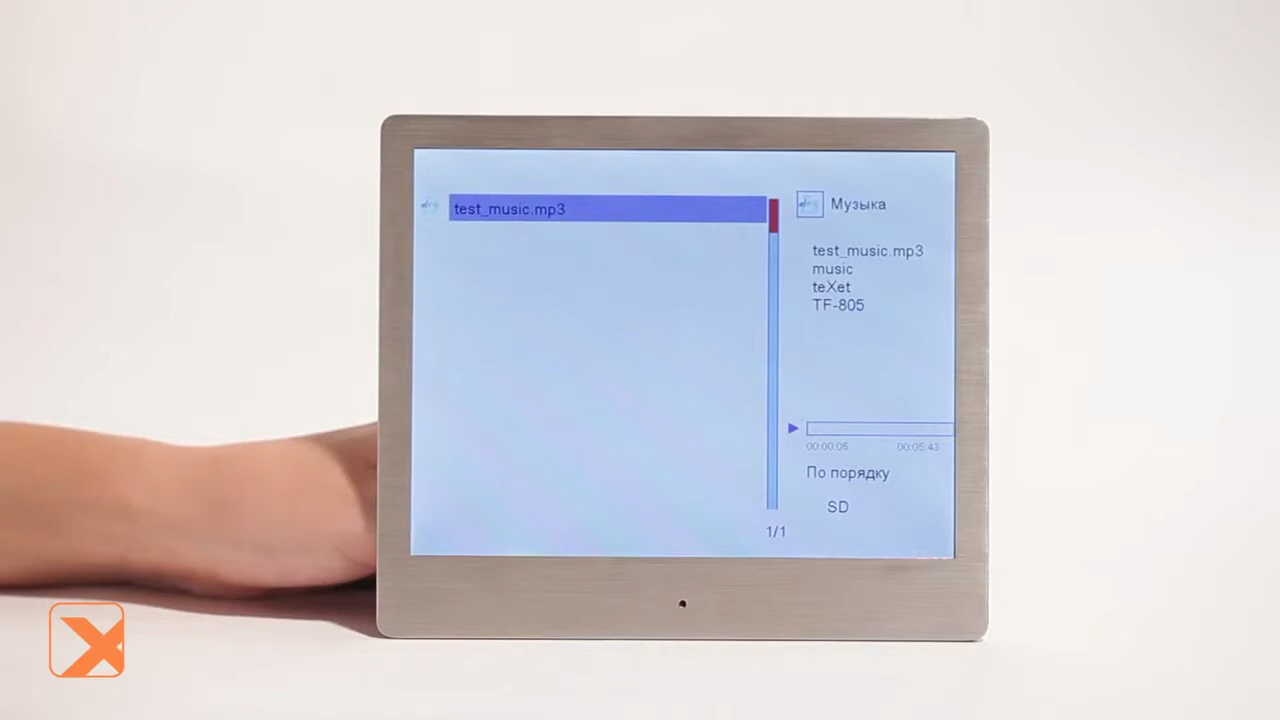 test_music.mp3
Музыка
test_music.mp3
music
teXet
TF-805
00:00:05 00:05:43
По порядку
SD
1/1